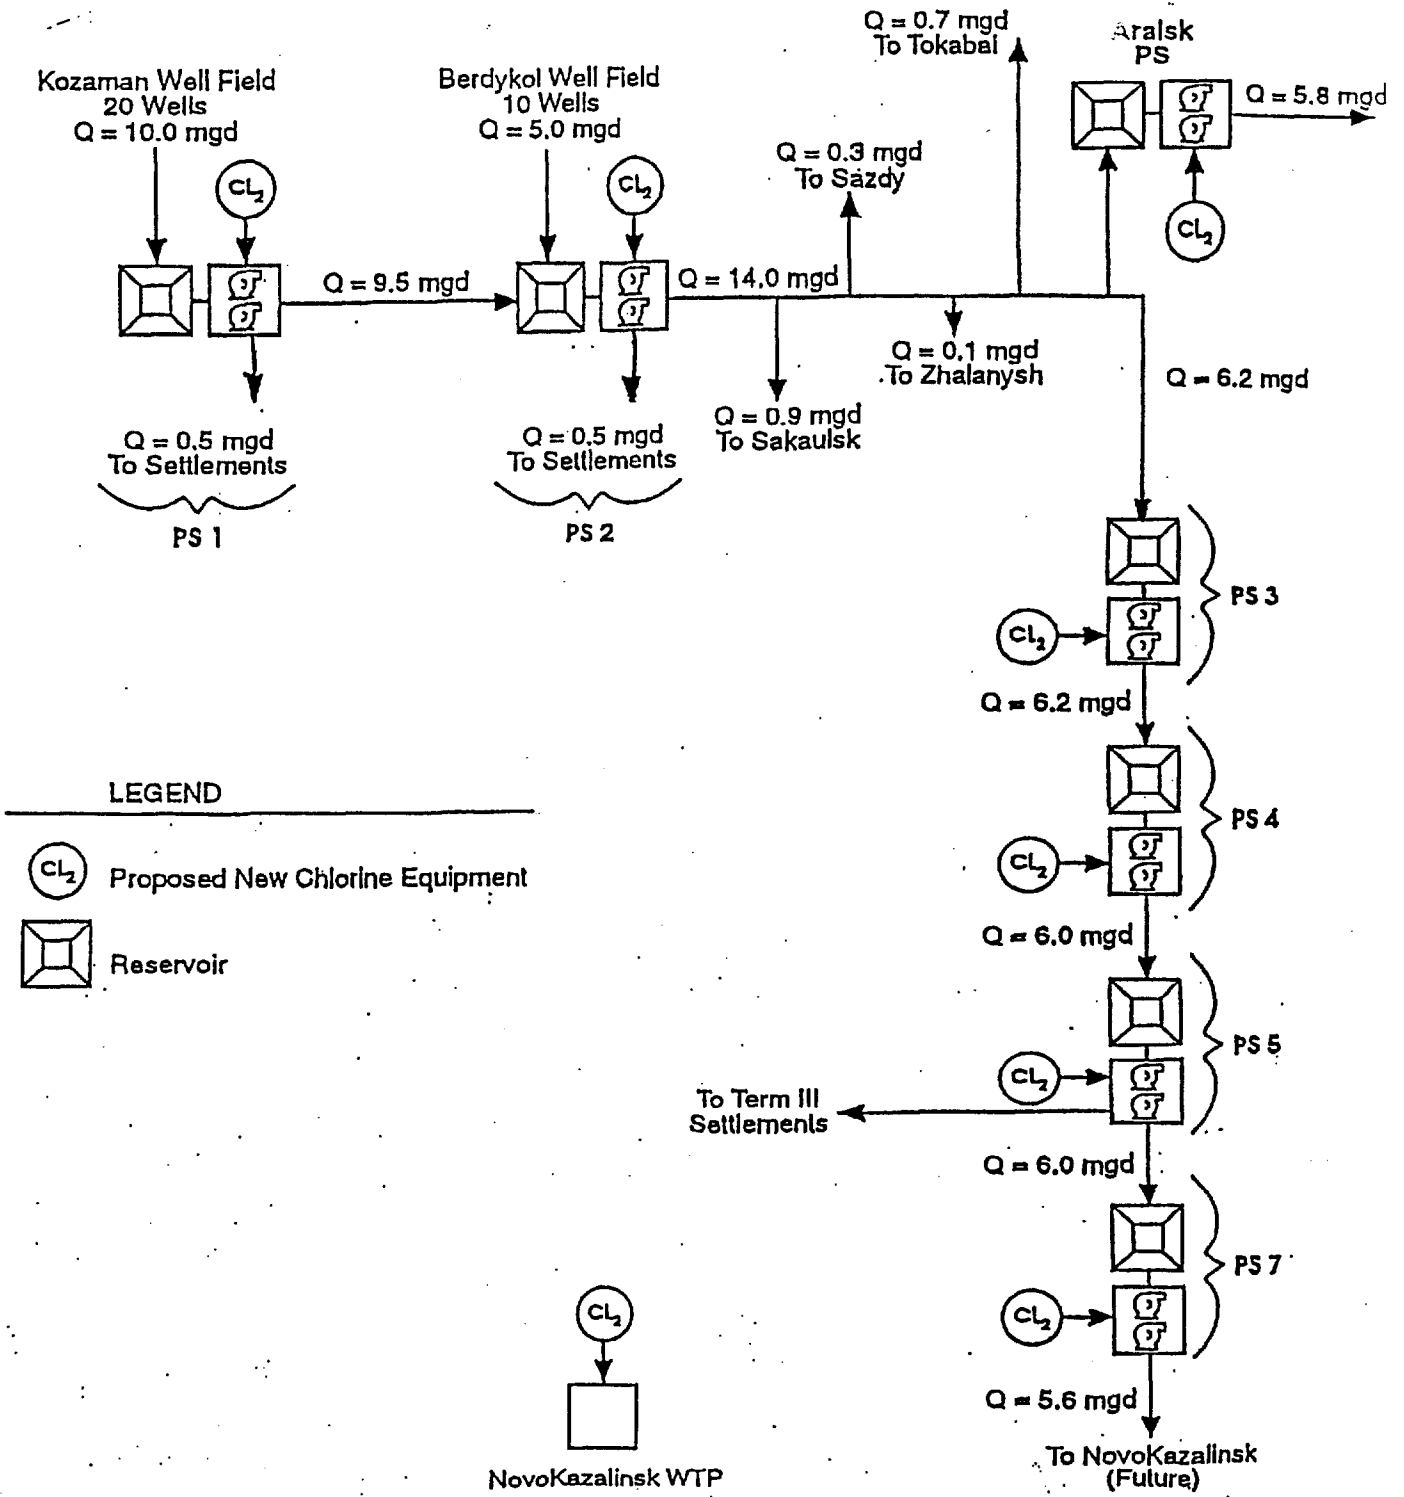 Kozaman Well Field
20 Wells
Q = 10.0 mgd
CL2
Q = 9.5 mgd
Q = 0.5 mgd
To Settlements
PS 1
Berdykol Well Field
10 Wells
Q = 5.0 mgd
CL2
Q = 14.0 mgd
Q = 0.5 mgd
To Settlements
PS 2
Q = 0.9 mgd
To Sakaulsk
Q = 0.3 mgd
To Sazdy
Q = 0.1 mgd
To Zhalanysh
Q = 0.7 mgd
To Tokabai
Aralsk
PS
Q = 5.8 mgd
CL2
Q = 6.2 mgd
PS 3
CL2
Q = 6.2 mgd
PS 4
CL2
Q = 6.0 mgd
PS 5
CL2
To Term III
Settlements
Q = 6.0 mgd
PS 7
CL2
Q = 5.6 mgd
To NovoKazalinsk
(Future)
LEGEND
CL2 Proposed New Chlorine Equipment
Reservoir
CL2
NovoKazalinsk WTP